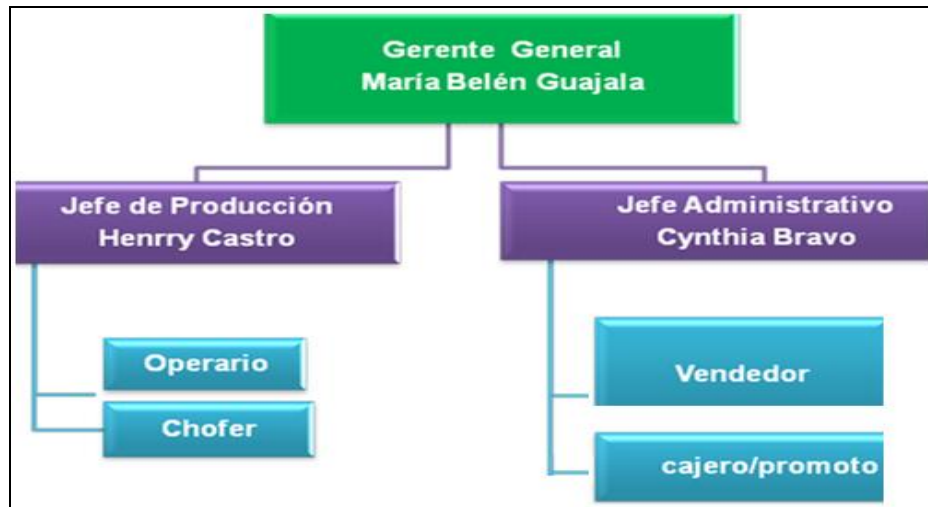 Gerente General
María Belén Guajala
Jefe de Producción
Henrry Castro
Jefe Administrativo
Cynthia Bravo
Operario
Chofer
Vendedor
cajero/promoto